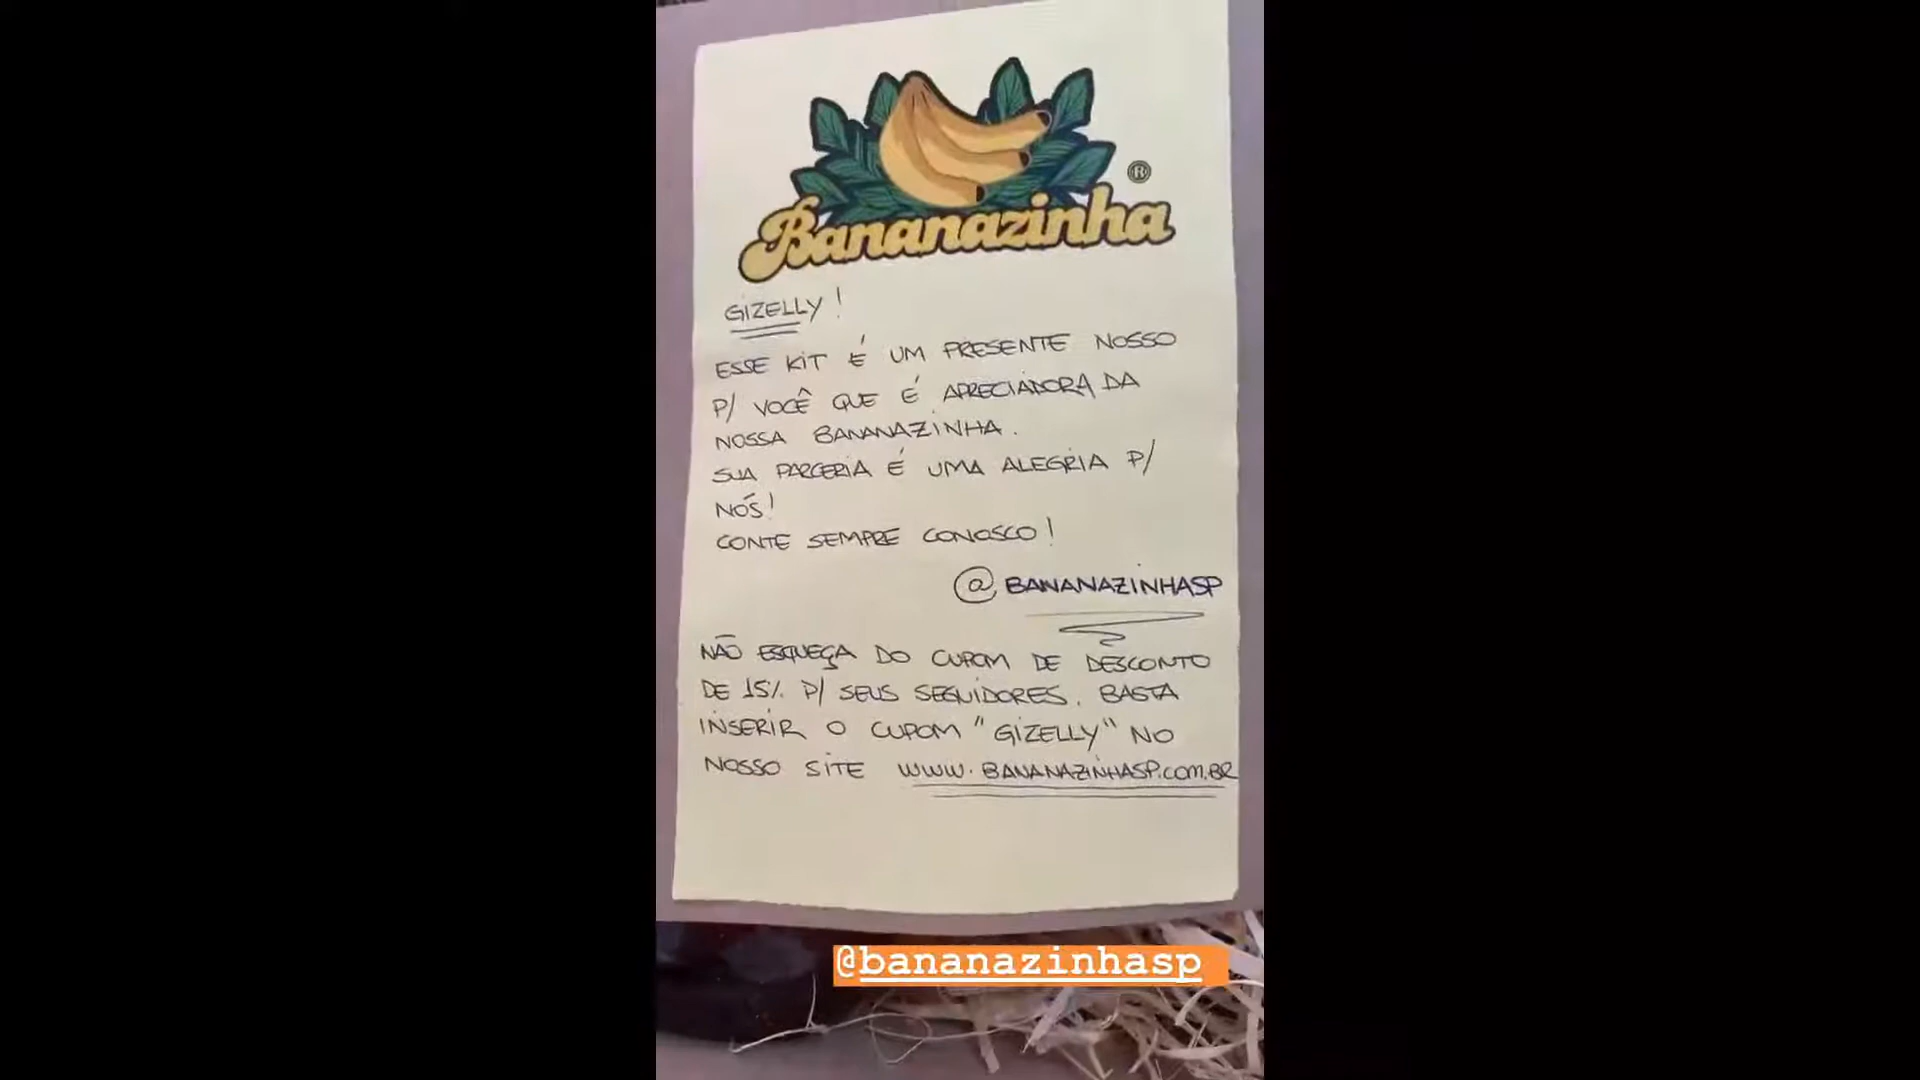 Bananazinha
®
GIZELLY!
ESSE KIT É UM PRESENTE NOSSO
P/ VOCÊ QUE É APRECIADORA DA
NOSSA BANANAZINHA.
SUA PARCERIA É UMA ALEGRIA P/
NÓS!
CONTE SEMPRE CONOSCO!
@BANANAZINHASP
NÃO ESQUEÇA DO CUPOM DE DESCONTO
DE 15% P/ SEUS SEGUIDORES. BASTA
INSERIR O CUPOM "GIZELLY" NO
NOSSO SITE WWW.BANANAZINHASP.COM.BR
@bananazinhasp